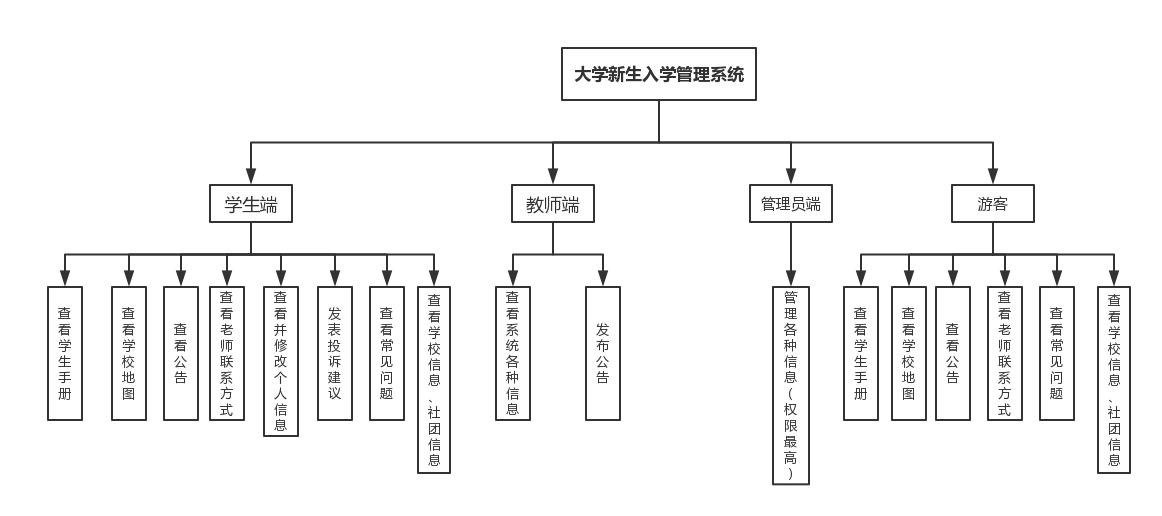 大学新生入学管理系统
学生端
教师端
管理员端
游客
查看学生手册
查看学校地图
查看公告
查看老师联系方式
查看并修改个人信息
发表投诉建议
查看常见问题
查看学校信息、社团信息
查看系统各种信息
发布公告
管理各种信息(权限最高)
查看学生手册
查看学校地图
查看公告
查看老师联系方式
查看常见问题
查看学校信息、社团信息